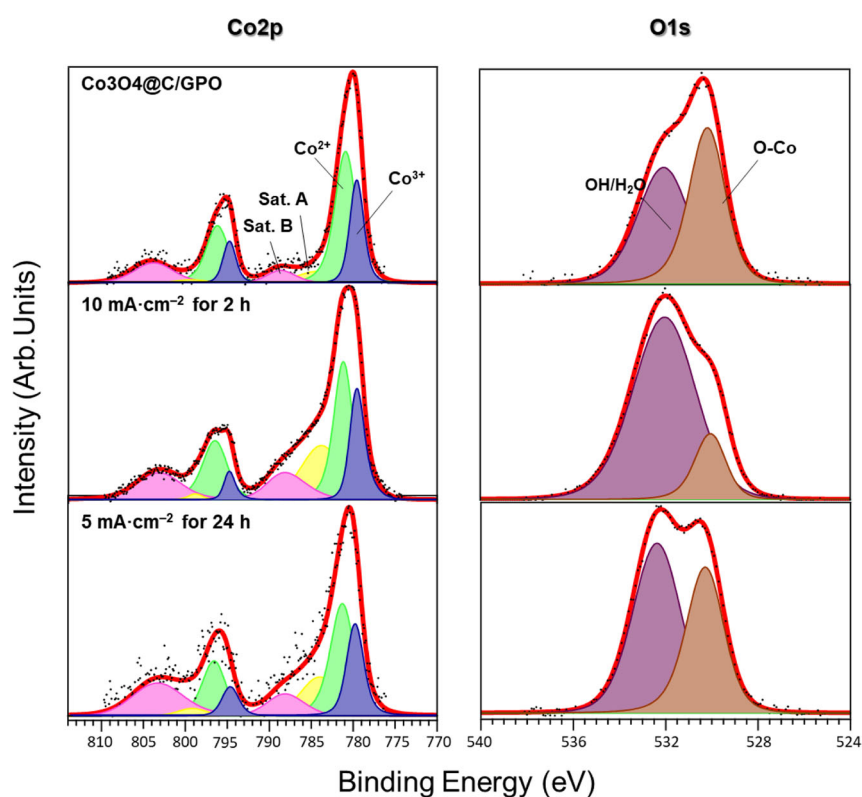 Co2p
O1s
Co3O4@C/GPO
Co²⁺
Co³⁺
Sat. A
Sat. B
OH/H₂O
O-Co
10 mA·cm⁻² for 2 h
5 mA·cm⁻² for 24 h
Intensity (Arb.Units)
810 805 800 795 790 785 780 775 770
540 536 532 528 524
Binding Energy (eV)